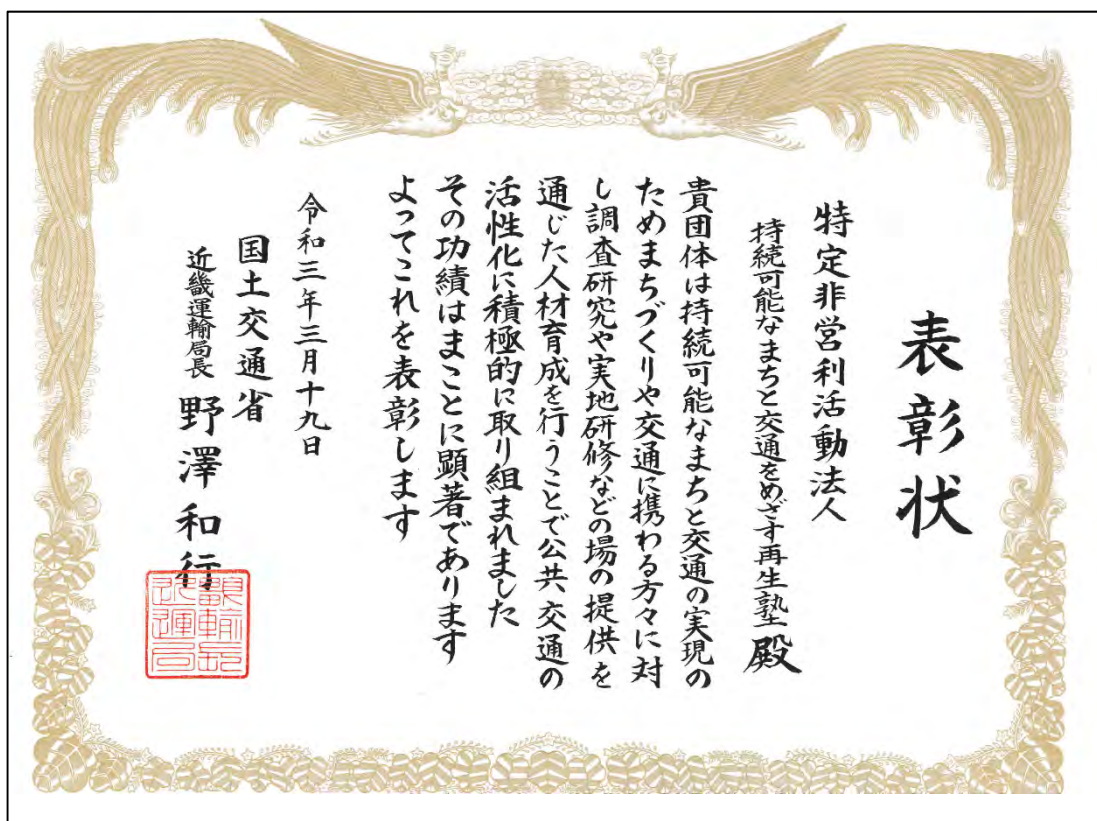 表彰状
特定非営利活動法人
持続可能なまちと交通をめざす再生塾 殿
貴団体は持続可能なまちと交通の実現の
ためまちづくりや交通に携わる方々に対
し調査研究や実地研修などの場の提供を
通じた人材育成を行うことで公共交通の
活性化に積極的に取り組まれました
その功績はまことに顕著であります
よってこれを表彰します
令和三年三月十九日
国土交通省
近畿運輸局長 野澤和行